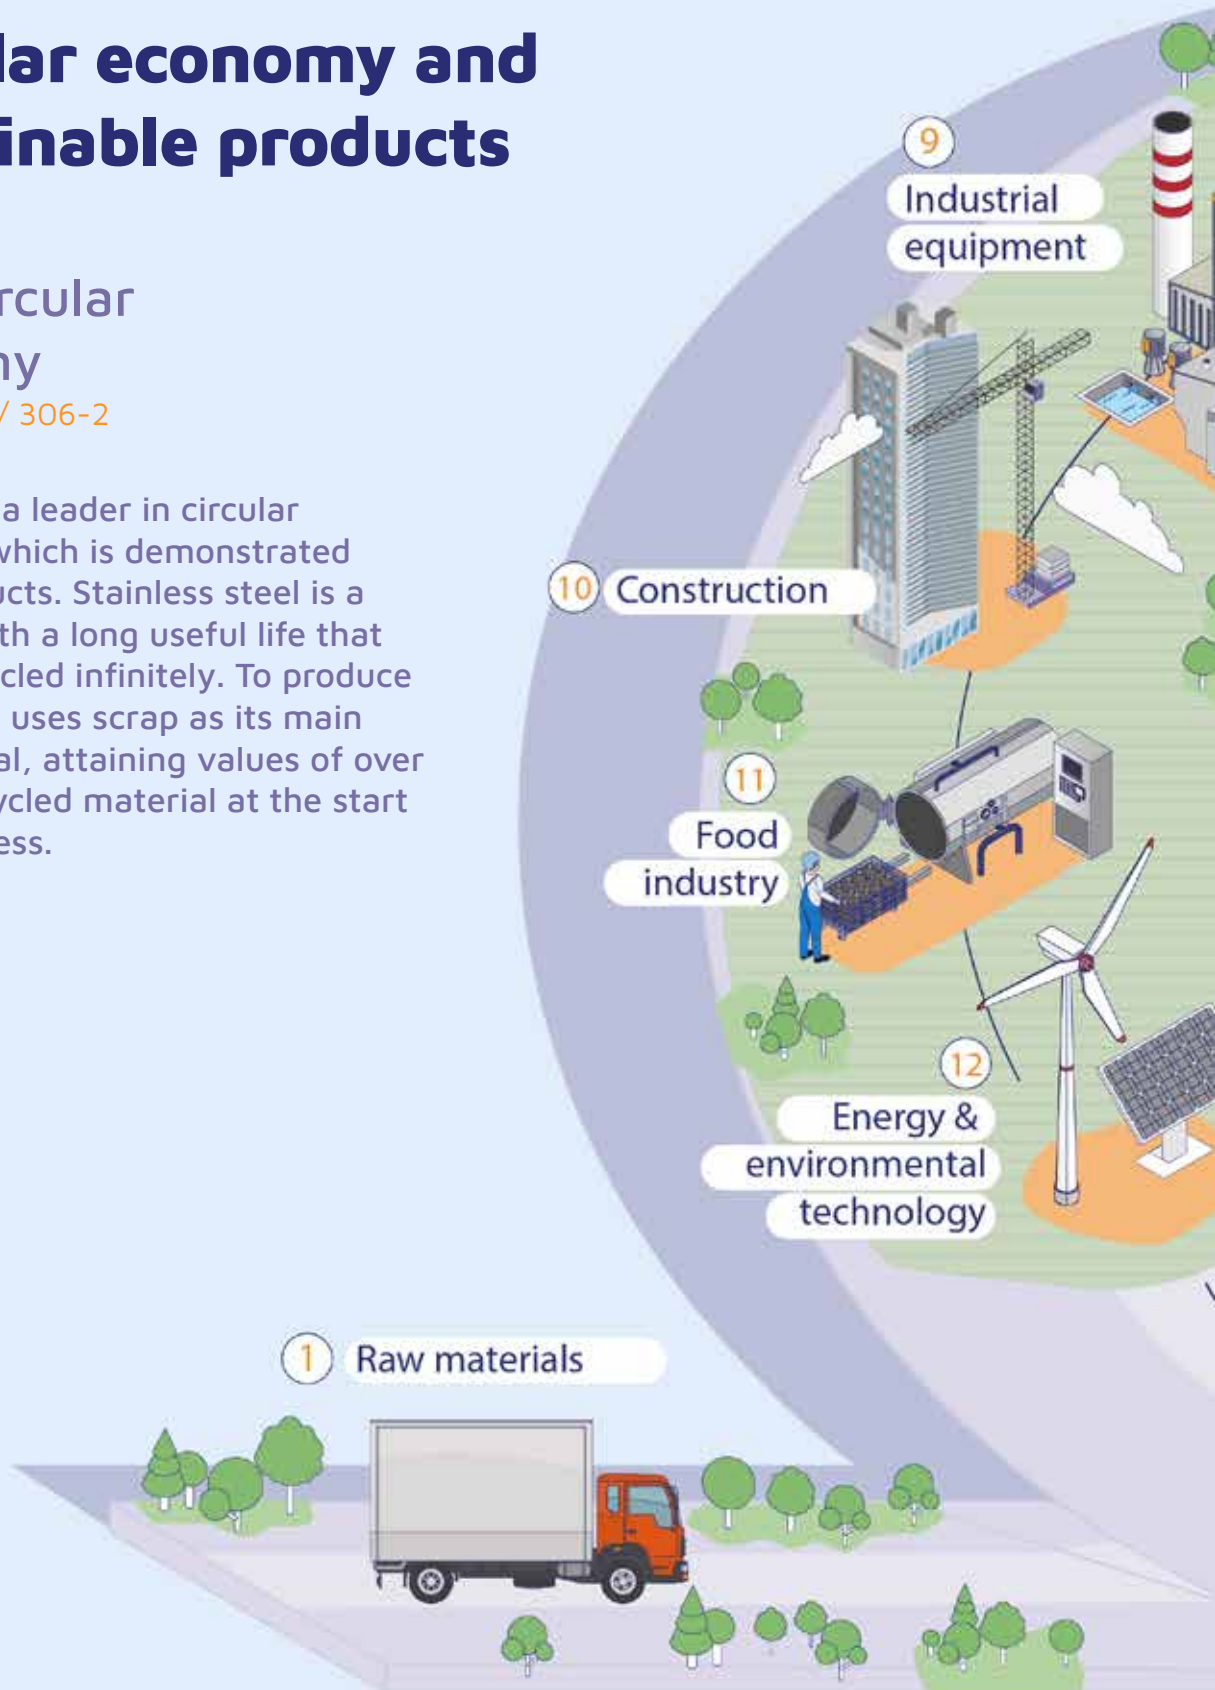 lar economy and
inable products
rcular
ny
/ 306-2
a leader in circular
which is demonstrated
ucts. Stainless steel is a
th a long useful life that
cled infinitely. To produce
uses scrap as its main
al, attaining values of over
ycled material at the start
ess.
9
Industrial
equipment
10 Construction
11
Food
industry
12
Energy &
environmental
technology
1 Raw materials